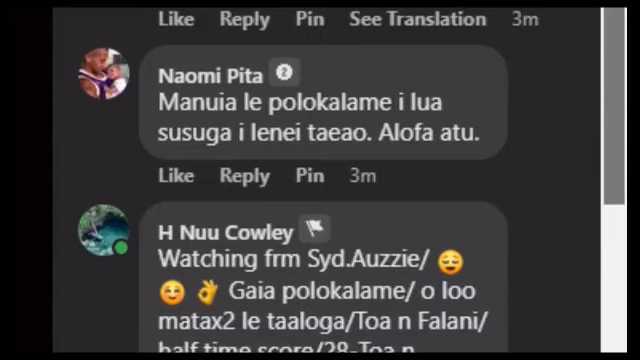 Like Reply Pin See Translation 3m
Naomi Pita 2
Manuia le polokalame i lua
susuga i lenei taeao. Alofa atu.
Like Reply Pin 3m
H Nuu Cowley
Watching frm Syd.Auzzie/ 😌
☺️ 👌 Gaia polokalame/ o loo
matax2 le taaloga/Toa n Falani/
half time score/28-Toa n